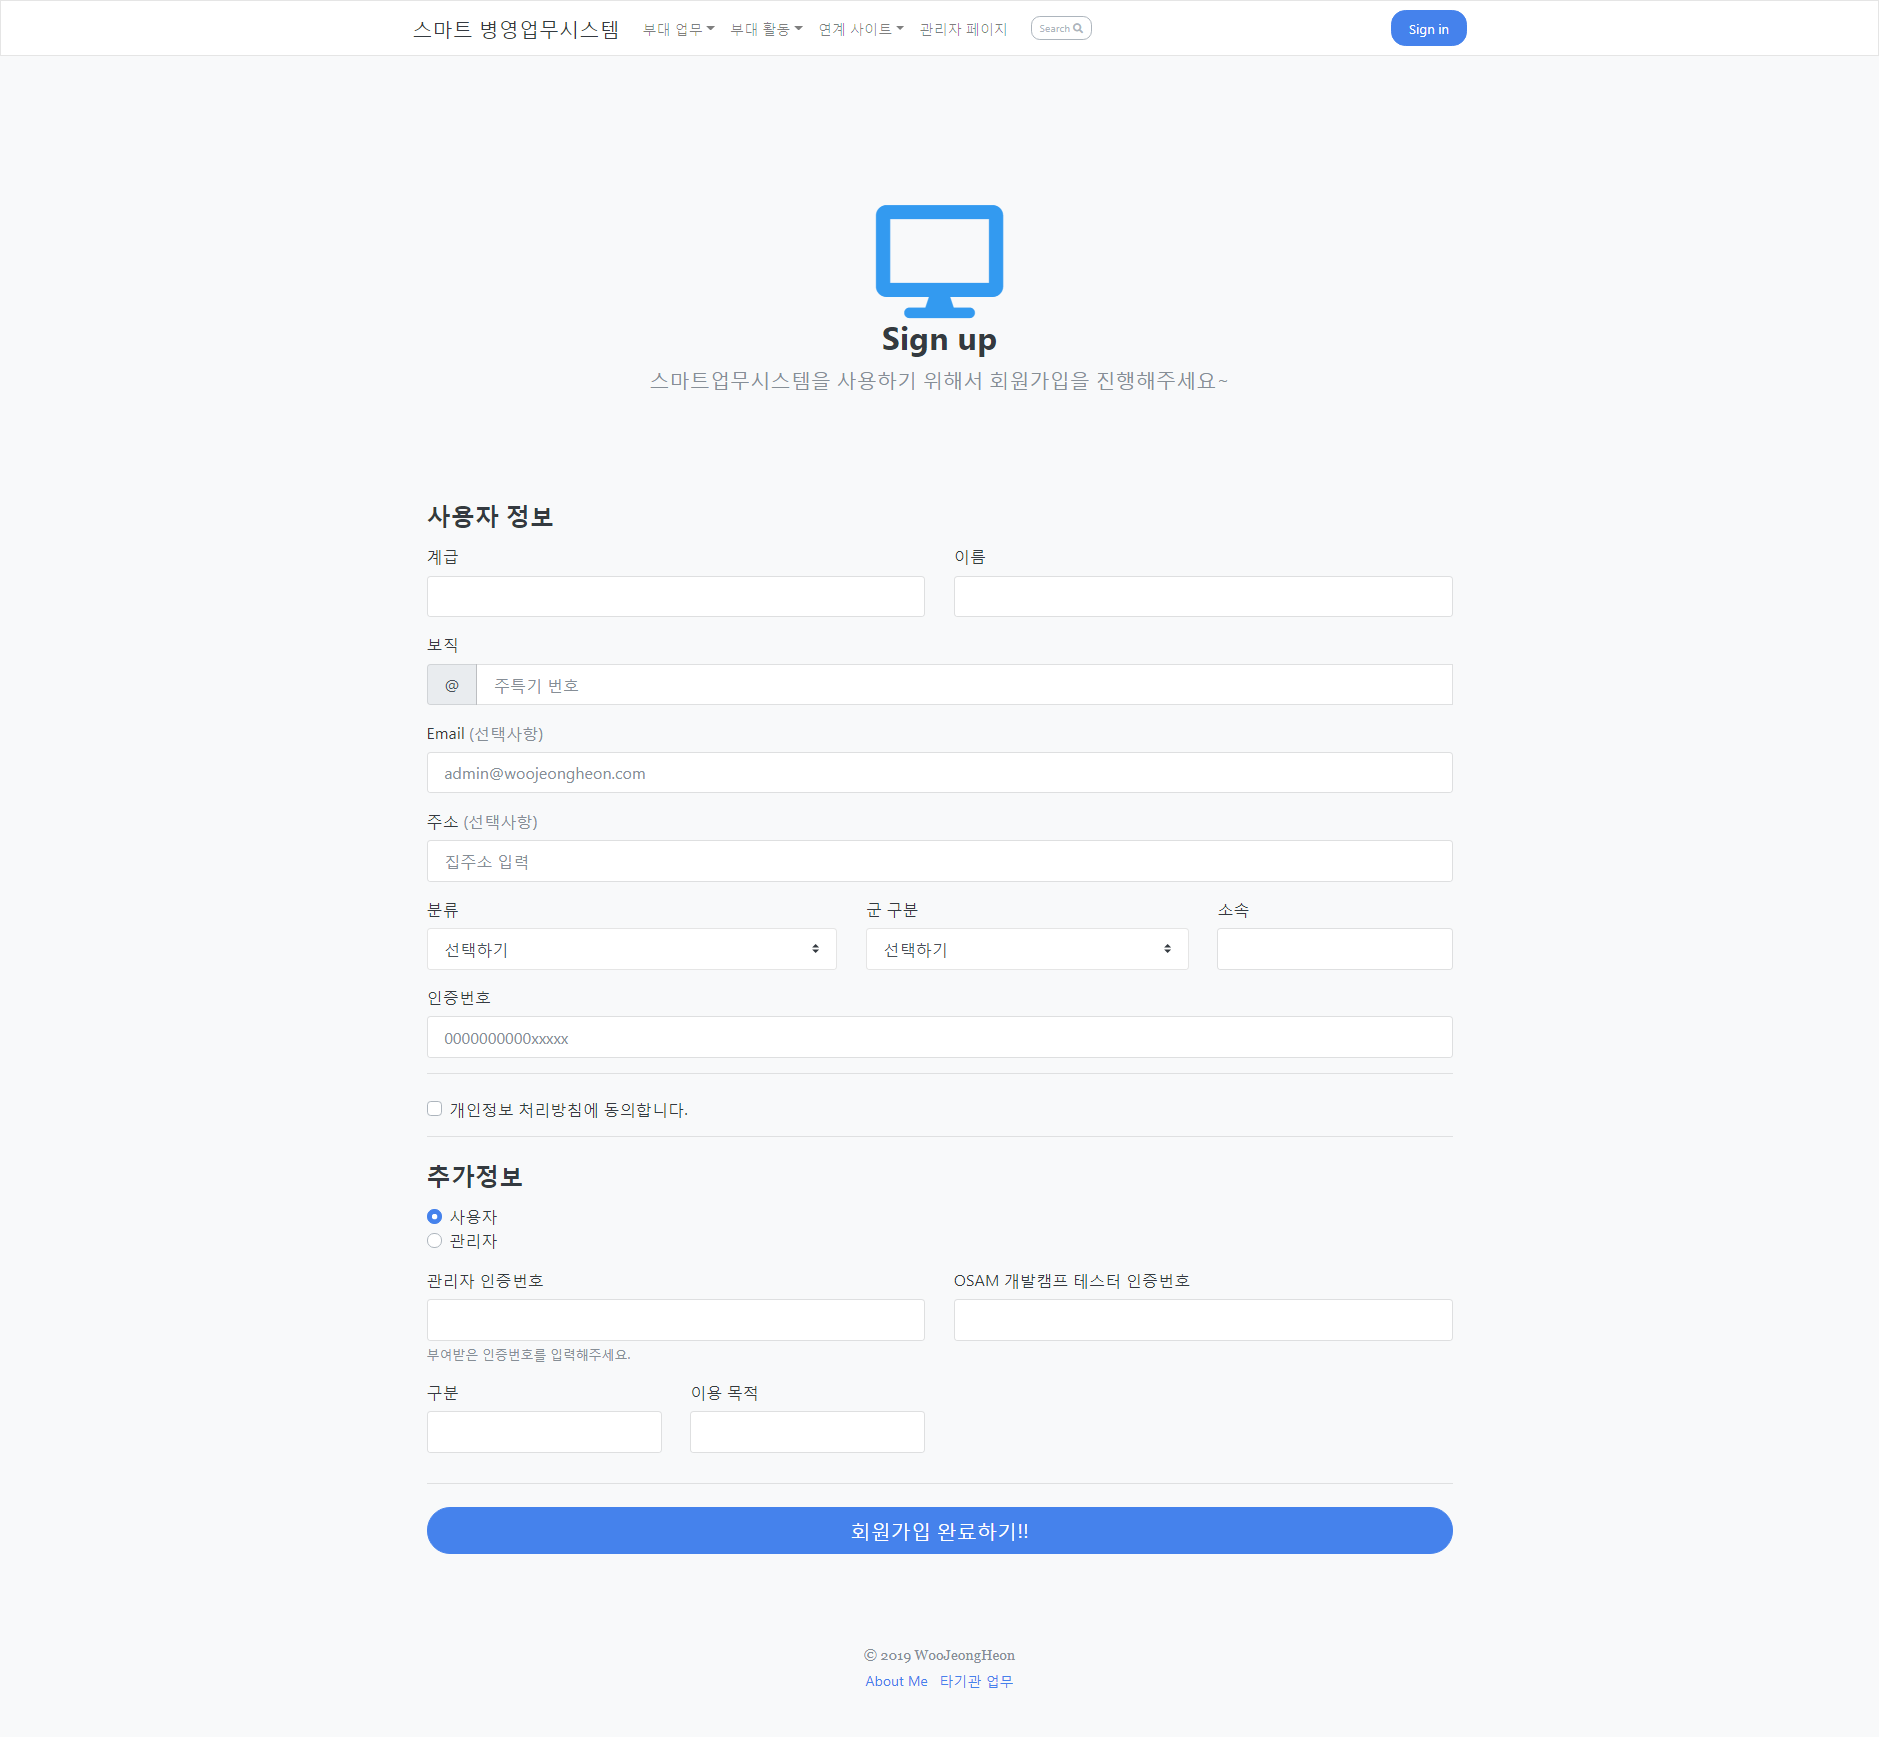 스마트 병영업무시스템 부대 업무 부대 활동 연계 사이트 관리자 페이지 Search Sign in
Sign up
스마트업무시스템을 사용하기 위해서 회원가입을 진행해주세요~
사용자 정보
계급 이름
보직
@ 주특기 번호
Email (선택사항)
admin@woojeongheon.com
주소 (선택사항)
집주소 입력
분류 군 구분 소속
선택하기 선택하기
인증번호
0000000000xxxxx
개인정보 처리방침에 동의합니다.
추가정보
사용자
관리자
관리자 인증번호 OSAM 개발캠프 테스터 인증번호
부여받은 인증번호를 입력해주세요.
구분 이용 목적
회원가입 완료하기!!
© 2019 WooJeongHeon
About Me 타기관 업무